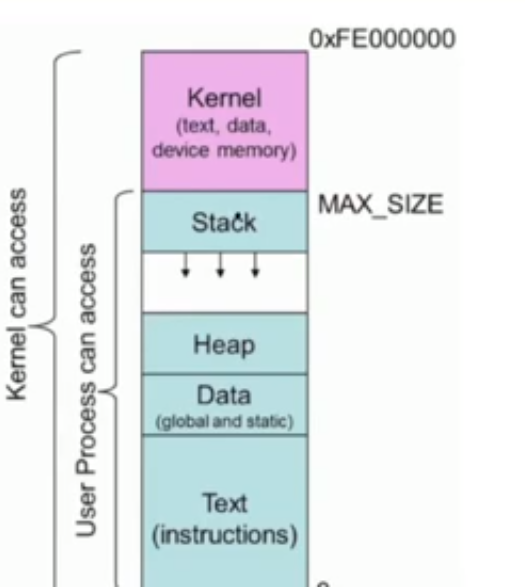 0xFE000000
Kernel
(text, data,
device memory)
MAX_SIZE
Stack
Heap
Data
(global and static)
Text
(instructions)
Kernel can access
User Process can access